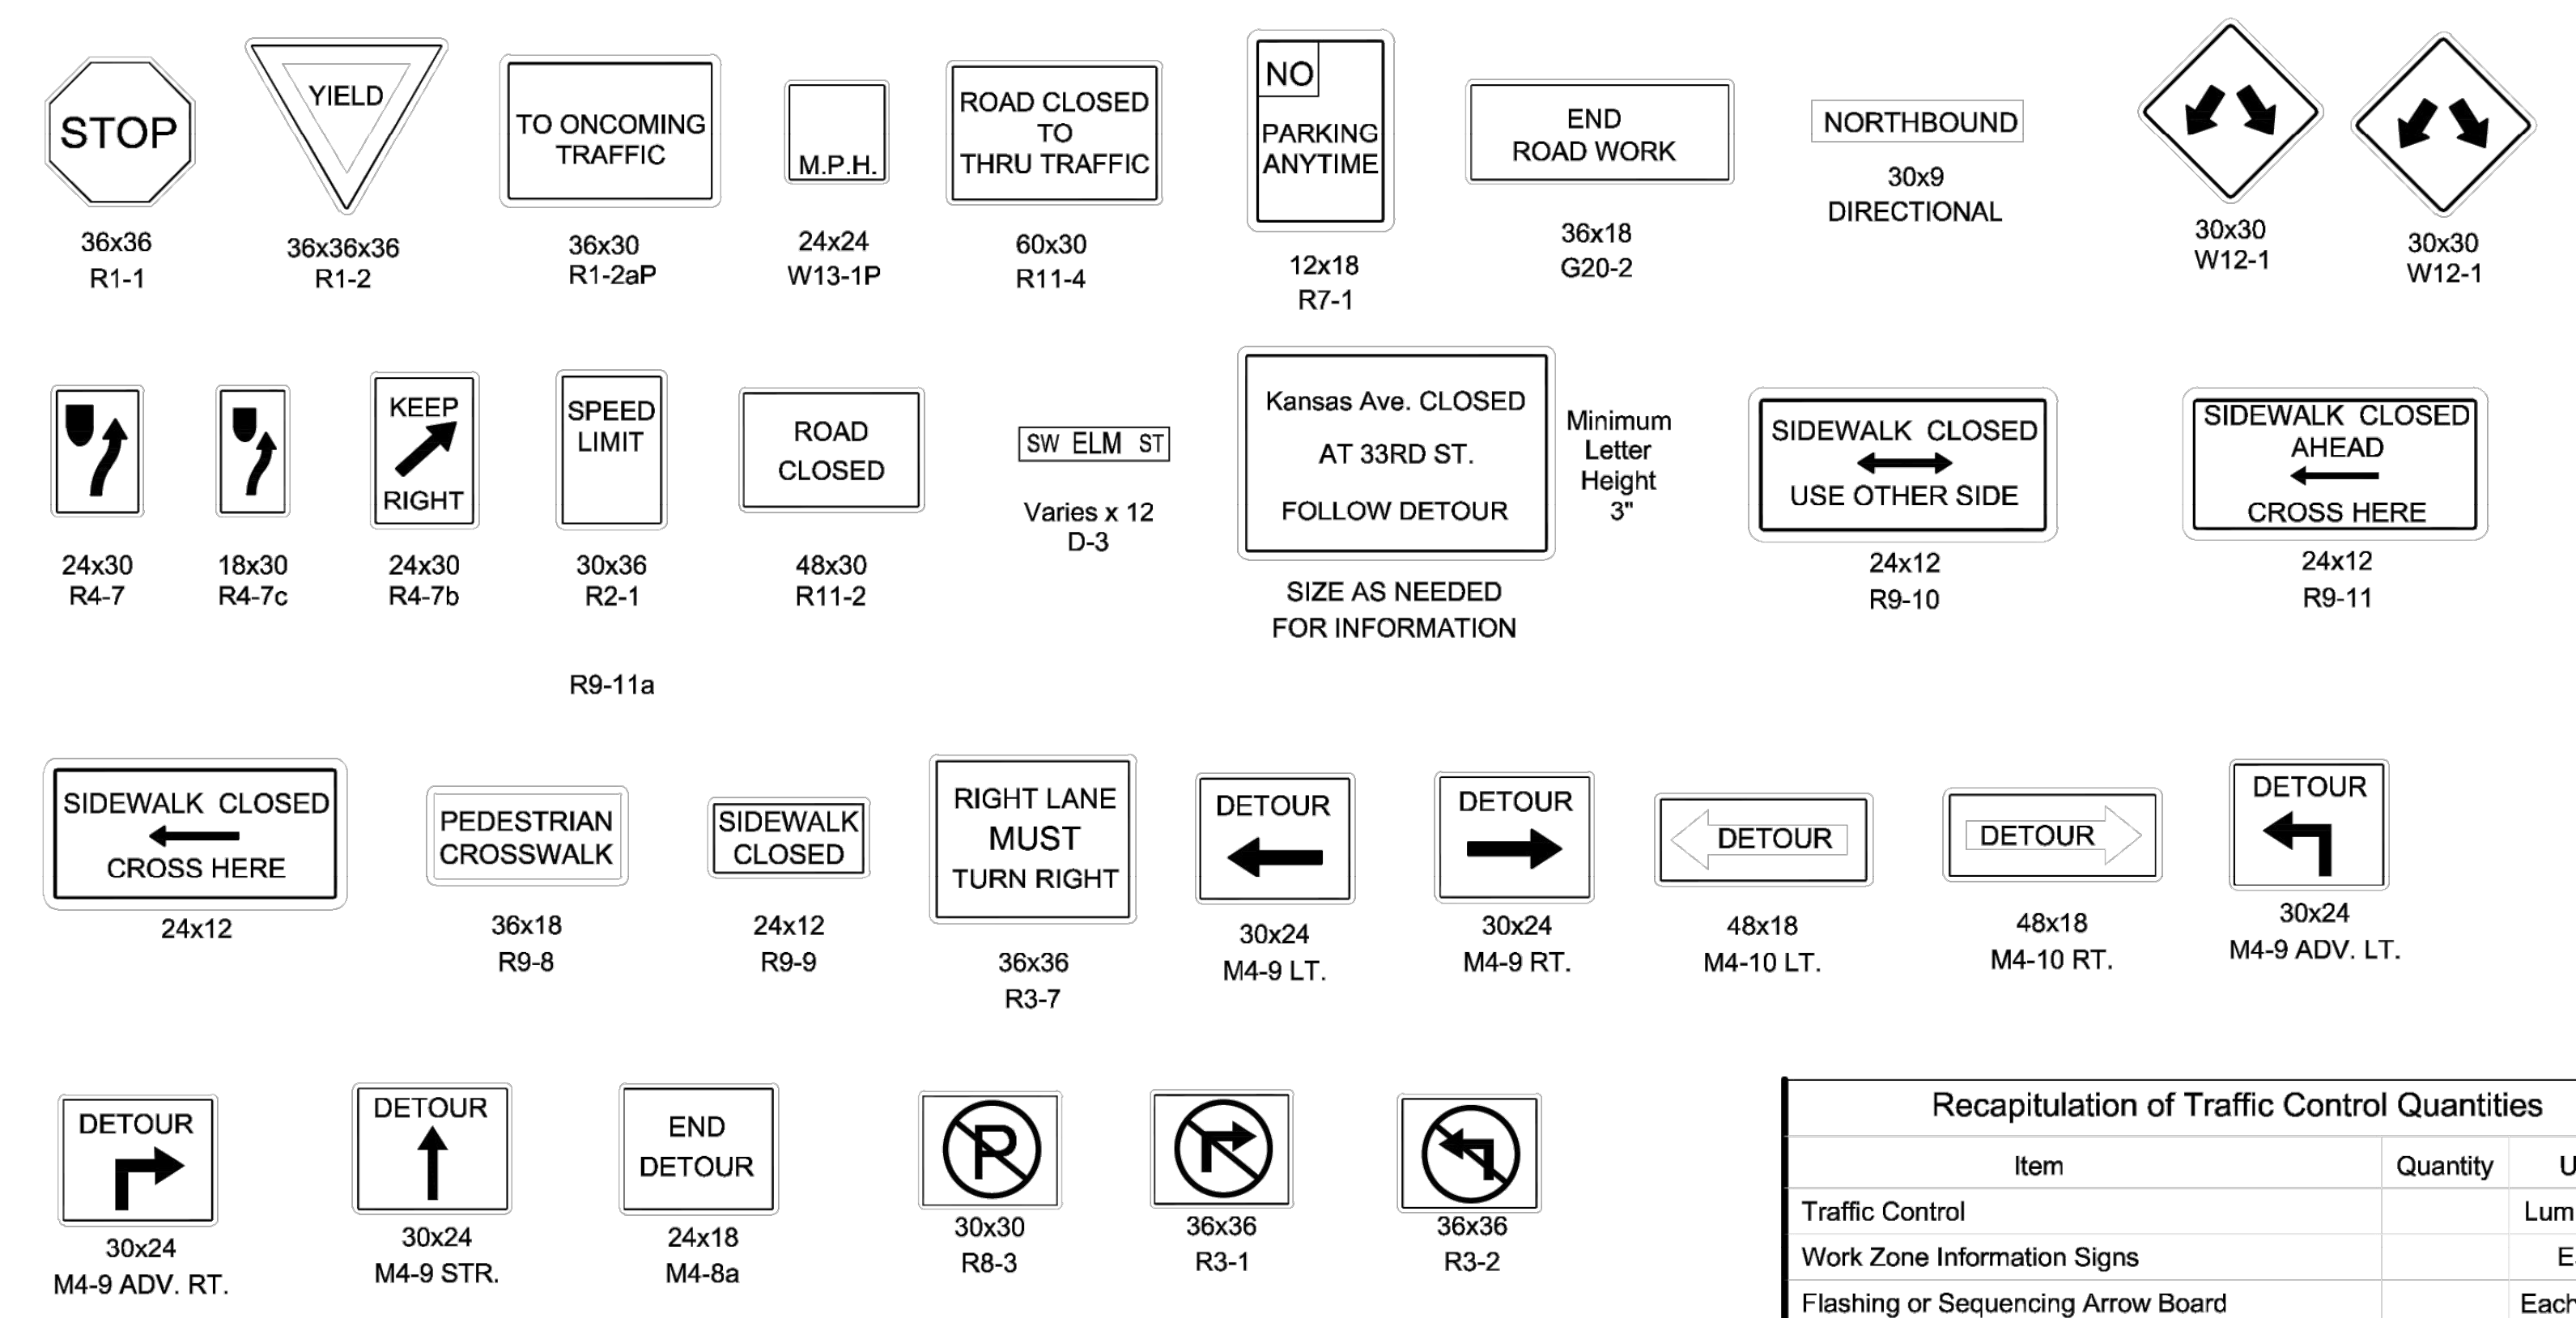 STOP
36x36
R1-1
YIELD
36x36x36
R1-2
TO ONCOMING
TRAFFIC
36x30
R1-2aP
M.P.H.
24x24
W13-1P
ROAD CLOSED
TO
THRU TRAFFIC
60x30
R11-4
NO
PARKING
ANYTIME
12x18
R7-1
END
ROAD WORK
36x18
G20-2
NORTHBOUND
30x9
DIRECTIONAL
30x30
W12-1
30x30
W12-1
24x30
R4-7
18x30
R4-7c
KEEP
RIGHT
24x30
R4-7b
SPEED
LIMIT
30x36
R2-1
ROAD
CLOSED
48x30
R11-2
SW ELM ST
Varies x 12
D-3
Kansas Ave. CLOSED
AT 33RD ST.
FOLLOW DETOUR
SIZE AS NEEDED
FOR INFORMATION
Minimum
Letter
Height
3"
SIDEWALK CLOSED
USE OTHER SIDE
24x12
R9-10
SIDEWALK CLOSED
AHEAD
CROSS HERE
24x12
R9-11
R9-11a
SIDEWALK CLOSED
CROSS HERE
24x12
PEDESTRIAN
CROSSWALK
36x18
R9-8
SIDEWALK
CLOSED
24x12
R9-9
RIGHT LANE
MUST
TURN RIGHT
36x36
R3-7
DETOUR
30x24
M4-9 LT.
DETOUR
30x24
M4-9 RT.
DETOUR
48x18
M4-10 LT.
DETOUR
48x18
M4-10 RT.
DETOUR
30x24
M4-9 ADV. LT.
DETOUR
30x24
M4-9 ADV. RT.
DETOUR
30x24
M4-9 STR.
END
DETOUR
24x18
M4-8a
P
30x30
R8-3
36x36
R3-1
36x36
R3-2
Recapitulation of Traffic Control Quantities
Item Quantity
Traffic Control
Work Zone Information Signs
Flashing or Sequencing Arrow Board Each